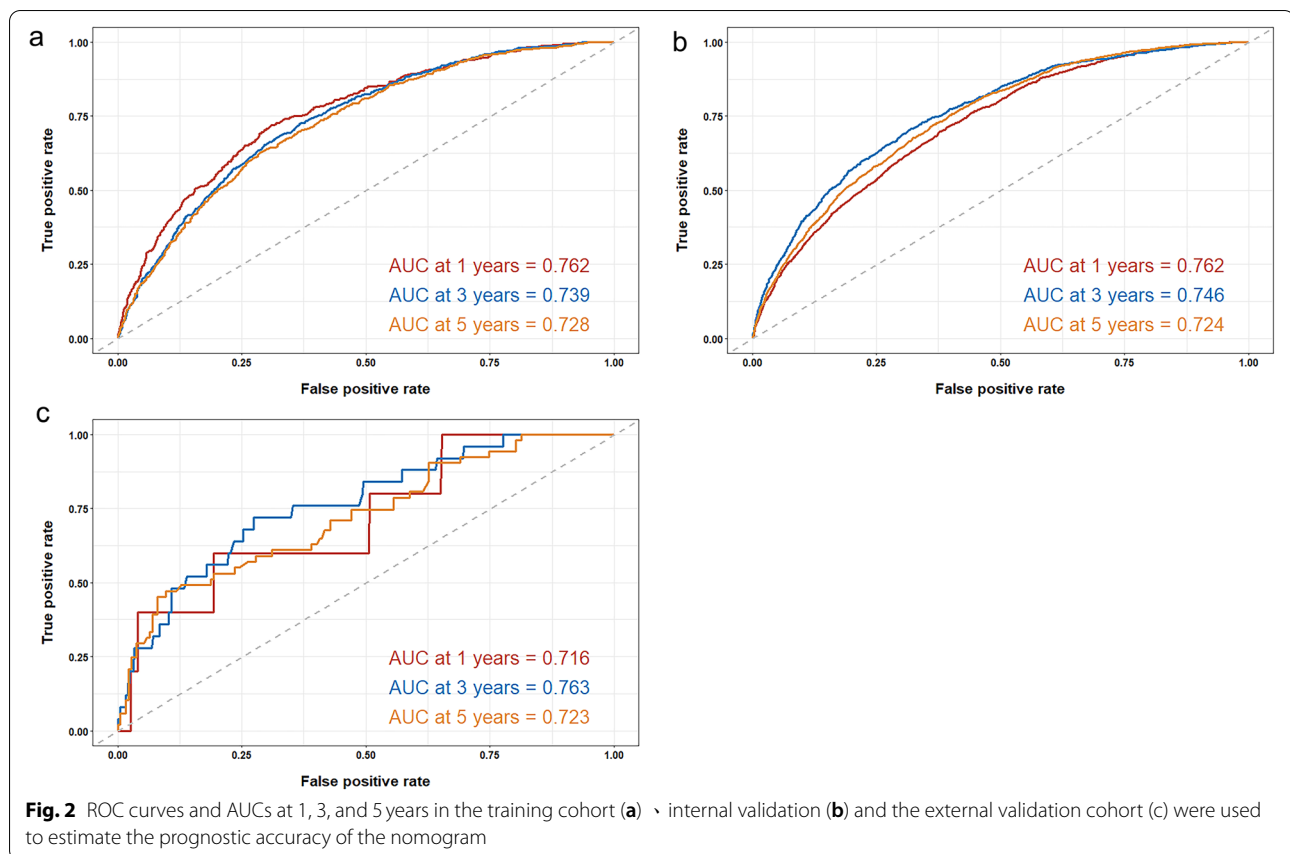 a
1.00
0.75
0.50
0.25
0.00
True positive rate
AUC at 1 years = 0.762
AUC at 3 years = 0.739
AUC at 5 years = 0.728
0.00 0.25 0.50 0.75 1.00
False positive rate
b
1.00
0.75
0.50
0.25
0.00
True positive rate
AUC at 1 years = 0.762
AUC at 3 years = 0.746
AUC at 5 years = 0.724
0.00 0.25 0.50 0.75 1.00
False positive rate
c
1.00
0.75
0.50
0.25
0.00
True positive rate
AUC at 1 years = 0.716
AUC at 3 years = 0.763
AUC at 5 years = 0.723
0.00 0.25 0.50 0.75 1.00
False positive rate
Fig. 2 ROC curves and AUCs at 1, 3, and 5 years in the training cohort (a) 、 internal validation (b) and the external validation cohort (c) were used
to estimate the prognostic accuracy of the nomogram